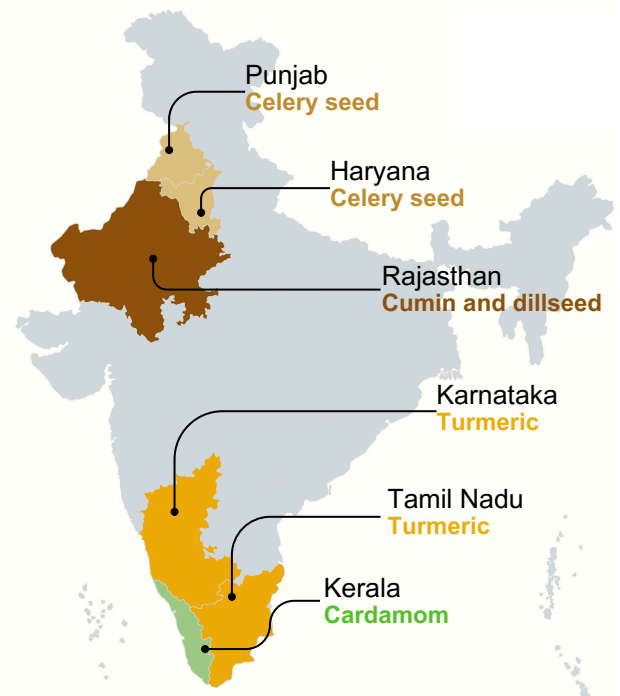 Punjab
Celery seed
Haryana
Celery seed
Rajasthan
Cumin and dillseed
Karnataka
Turmeric
Tamil Nadu
Turmeric
Kerala
Cardamom